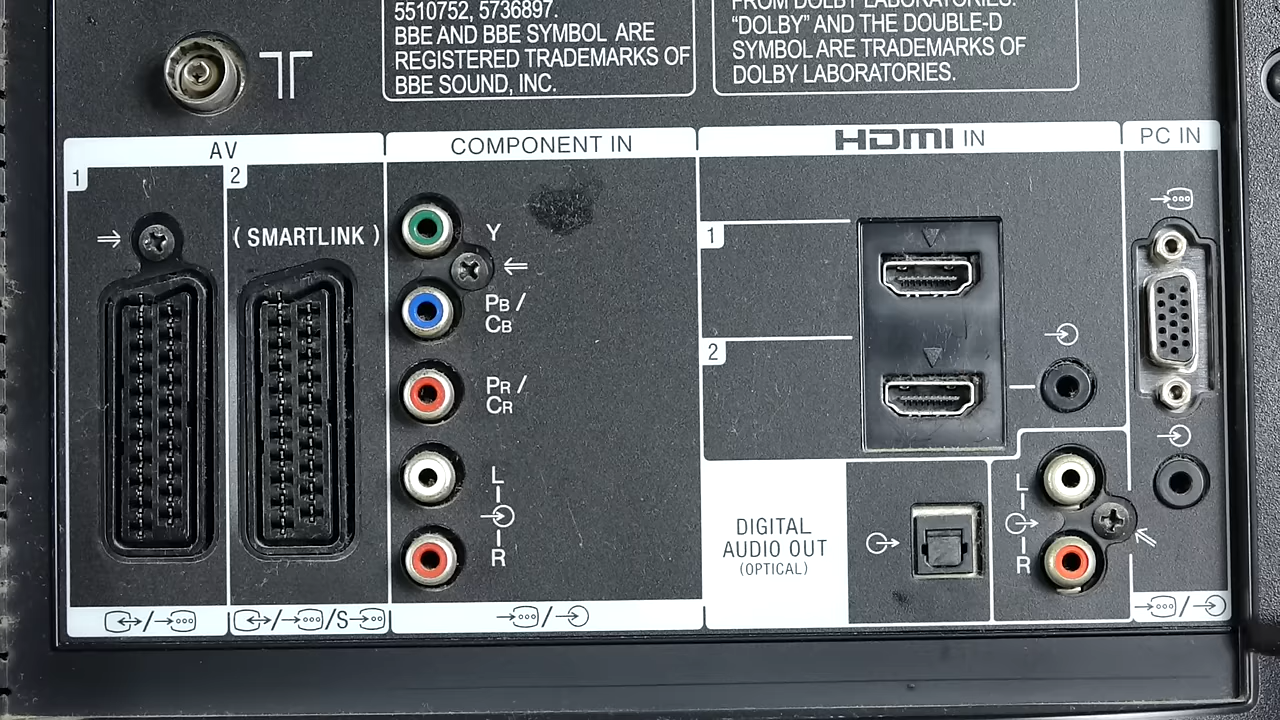 5510752, 5736897.
BBE AND BBE SYMBOL ARE
REGISTERED TRADEMARKS OF
BBE SOUND, INC.
FROM DOLBY LABORATORIES.
“DOLBY” AND THE DOUBLE-D
SYMBOL ARE TRADEMARKS OF
DOLBY LABORATORIES.
AV
COMPONENT IN
HDMI IN
PC IN
1
2
(SMARTLINK)
Y
PB /
CB
PR /
CR
L
R
1
2
DIGITAL
AUDIO OUT
(OPTICAL)
L
R
/
/ /S
/
/